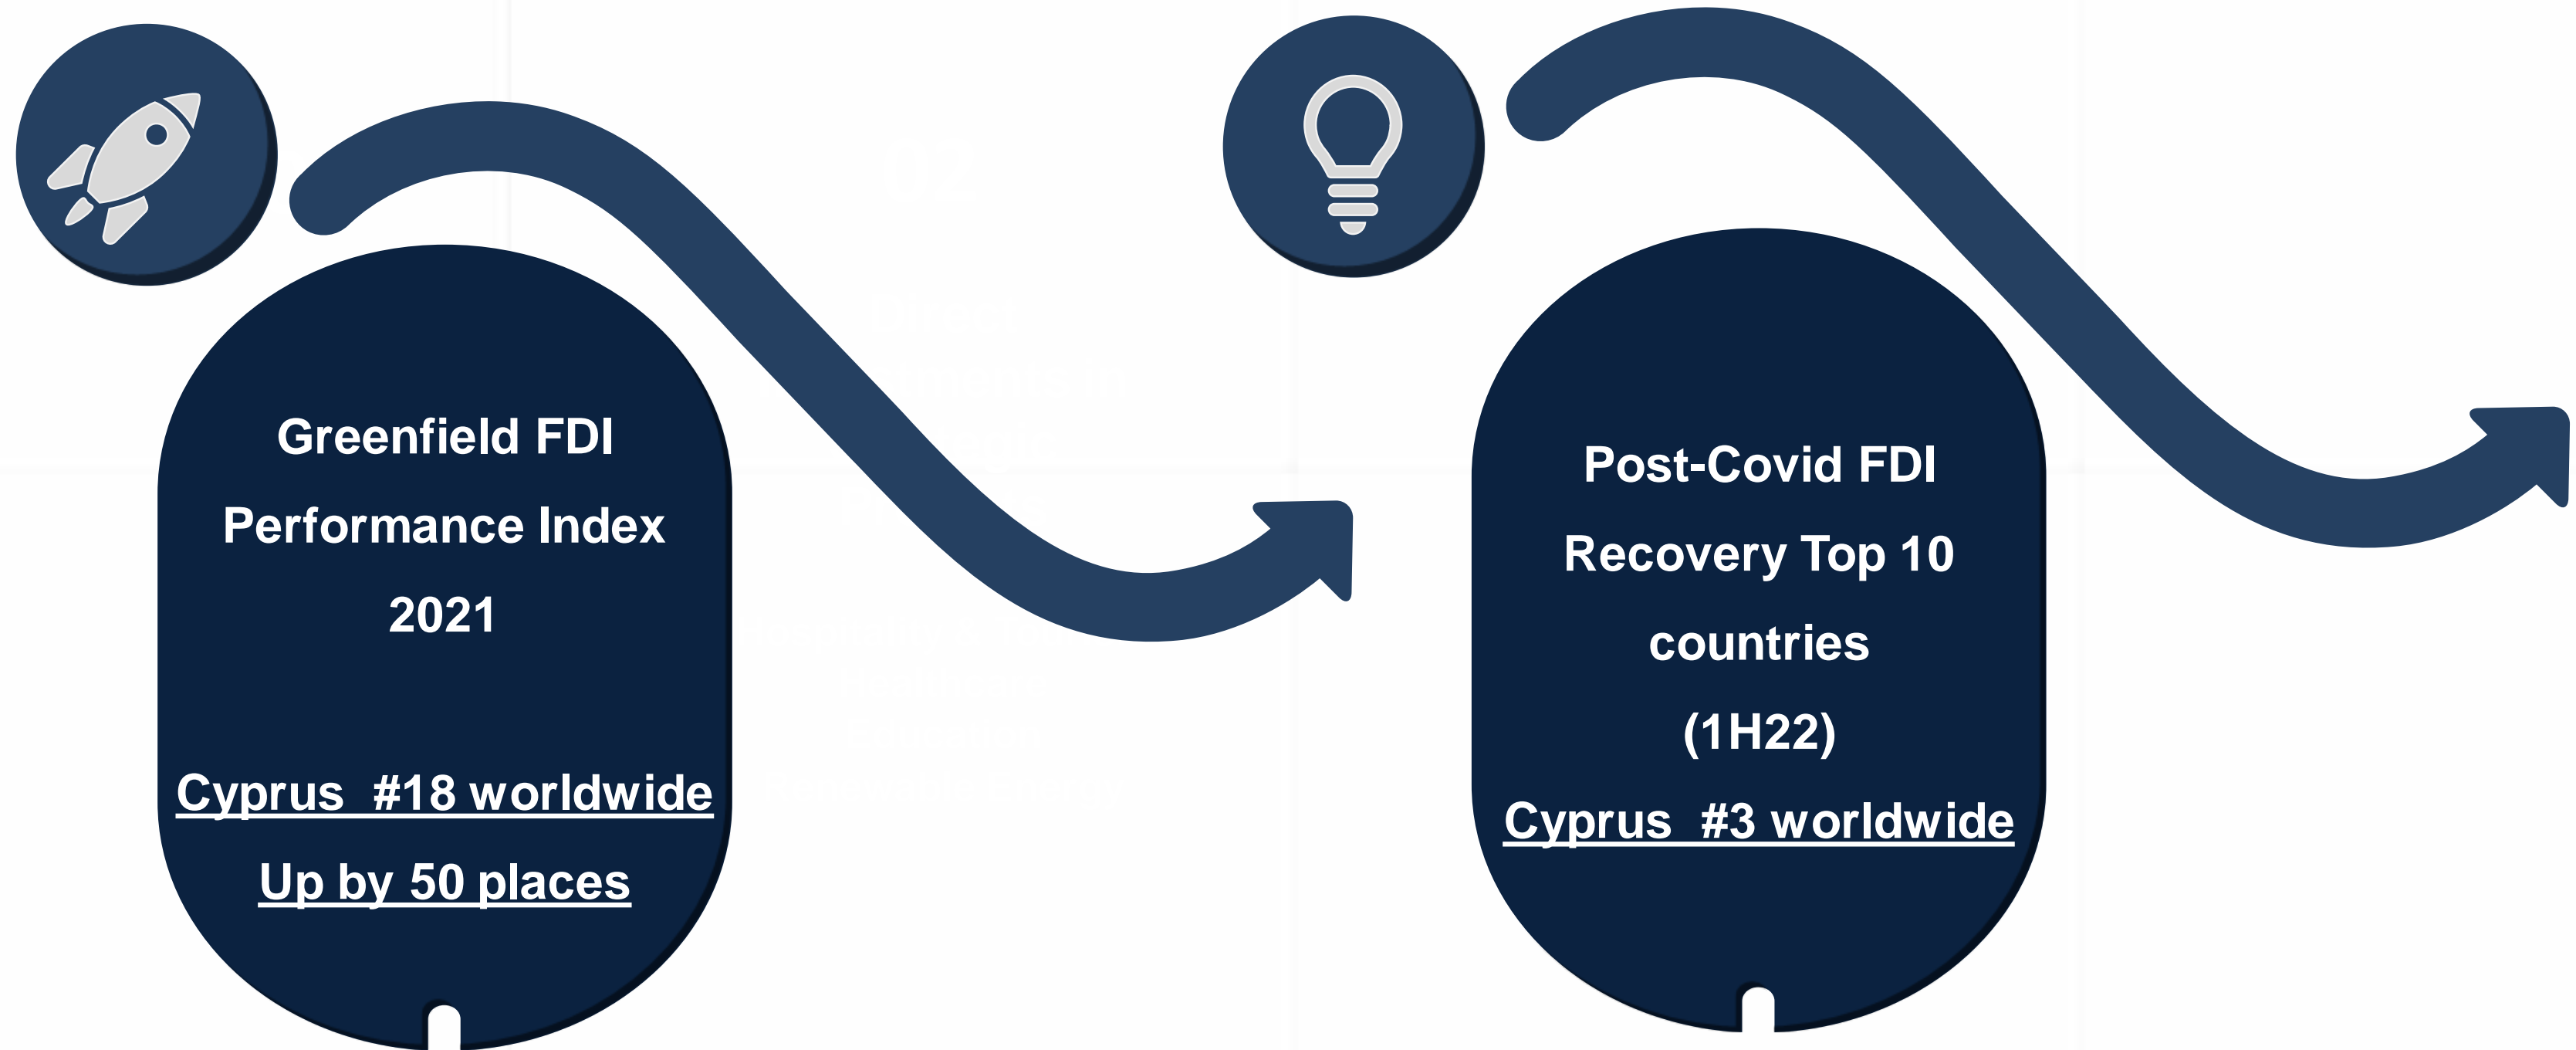 Greenfield FDI
Performance Index
2021
Cyprus  #18 worldwide
Up by 50 places
Post-Covid FDI
Recovery Top 10
countries
(1H22)
Cyprus  #3 worldwide